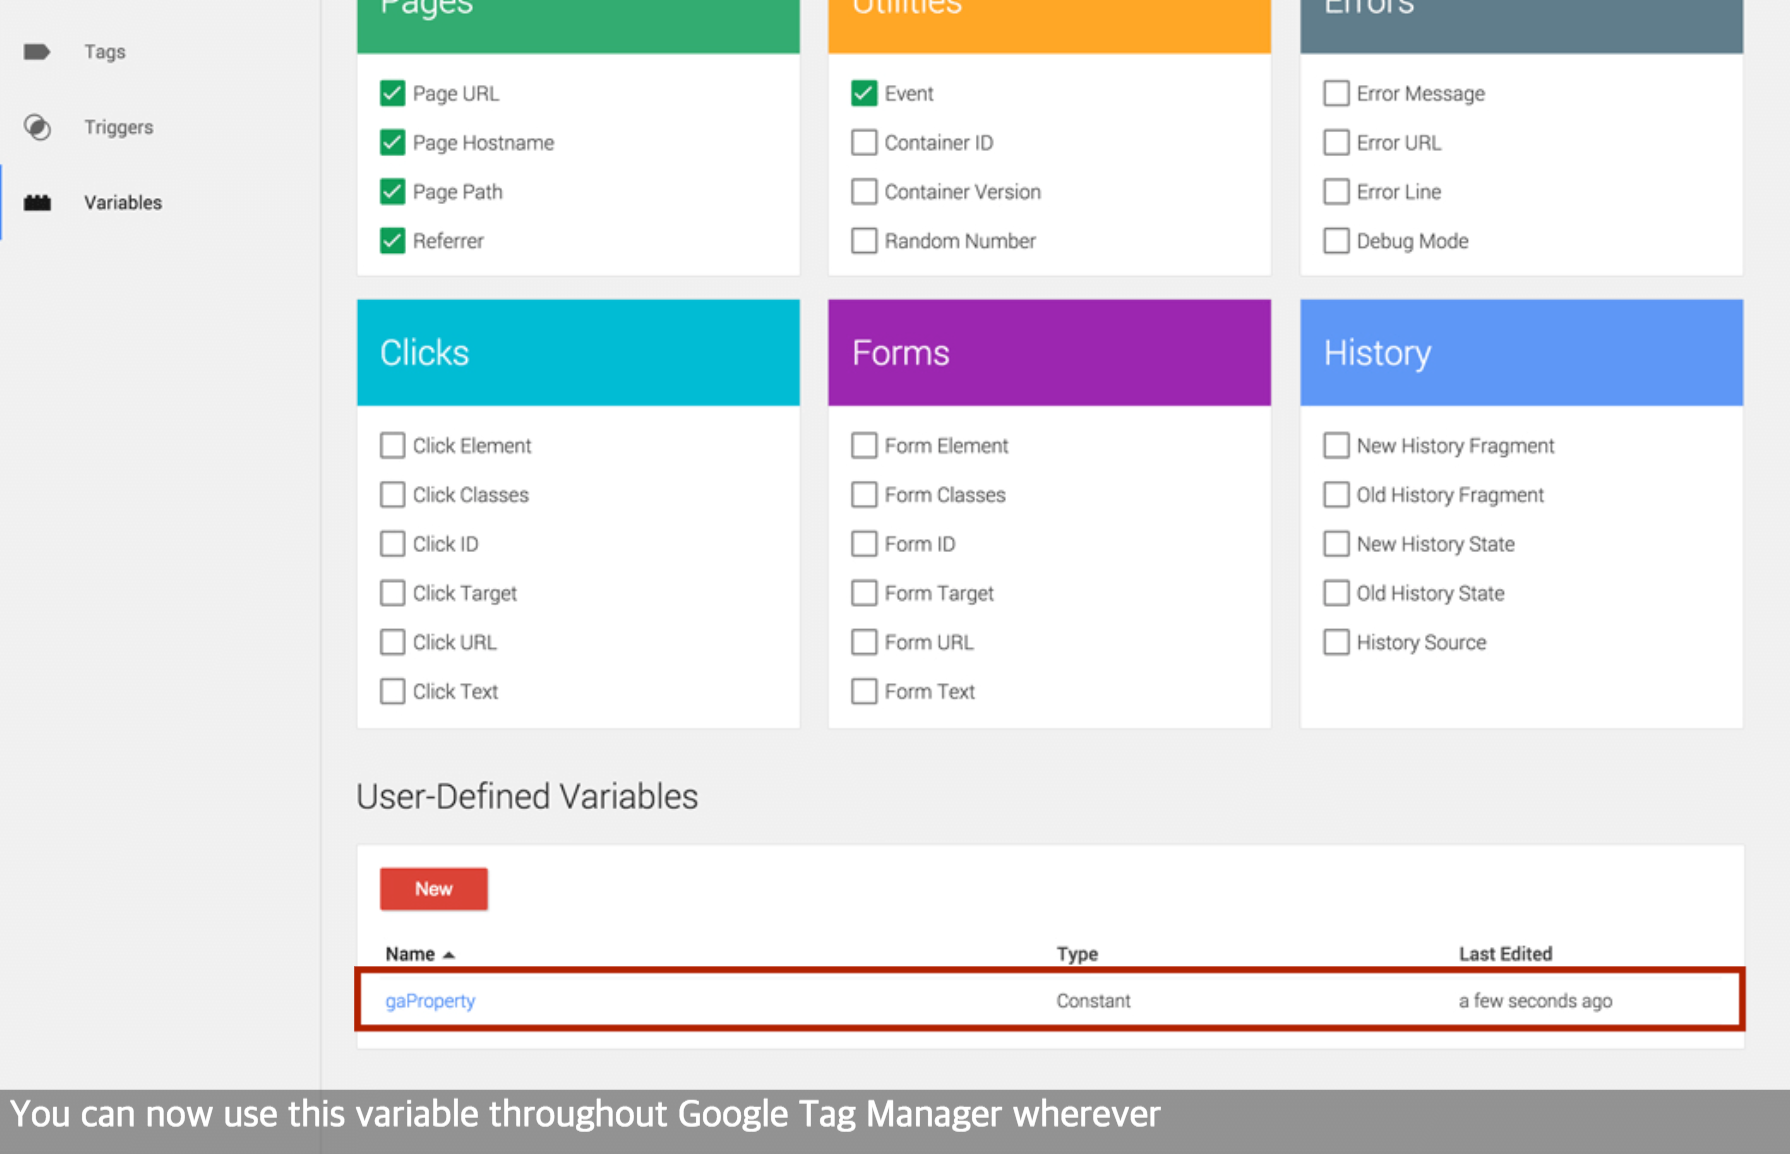 Pages
Utilities
Errors
Tags
Triggers
Variables
Page URL
Page Hostname
Page Path
Referrer
Event
Container ID
Container Version
Random Number
Error Message
Error URL
Error Line
Debug Mode
Clicks
Click Element
Click Classes
Click ID
Click Target
Click URL
Click Text
Forms
Form Element
Form Classes
Form ID
Form Target
Form URL
Form Text
History
New History Fragment
Old History Fragment
New History State
Old History State
History Source
User-Defined Variables
New
Name Type Last Edited
gaProperty Constant a few seconds ago
You can now use this variable throughout Google Tag Manager wherever